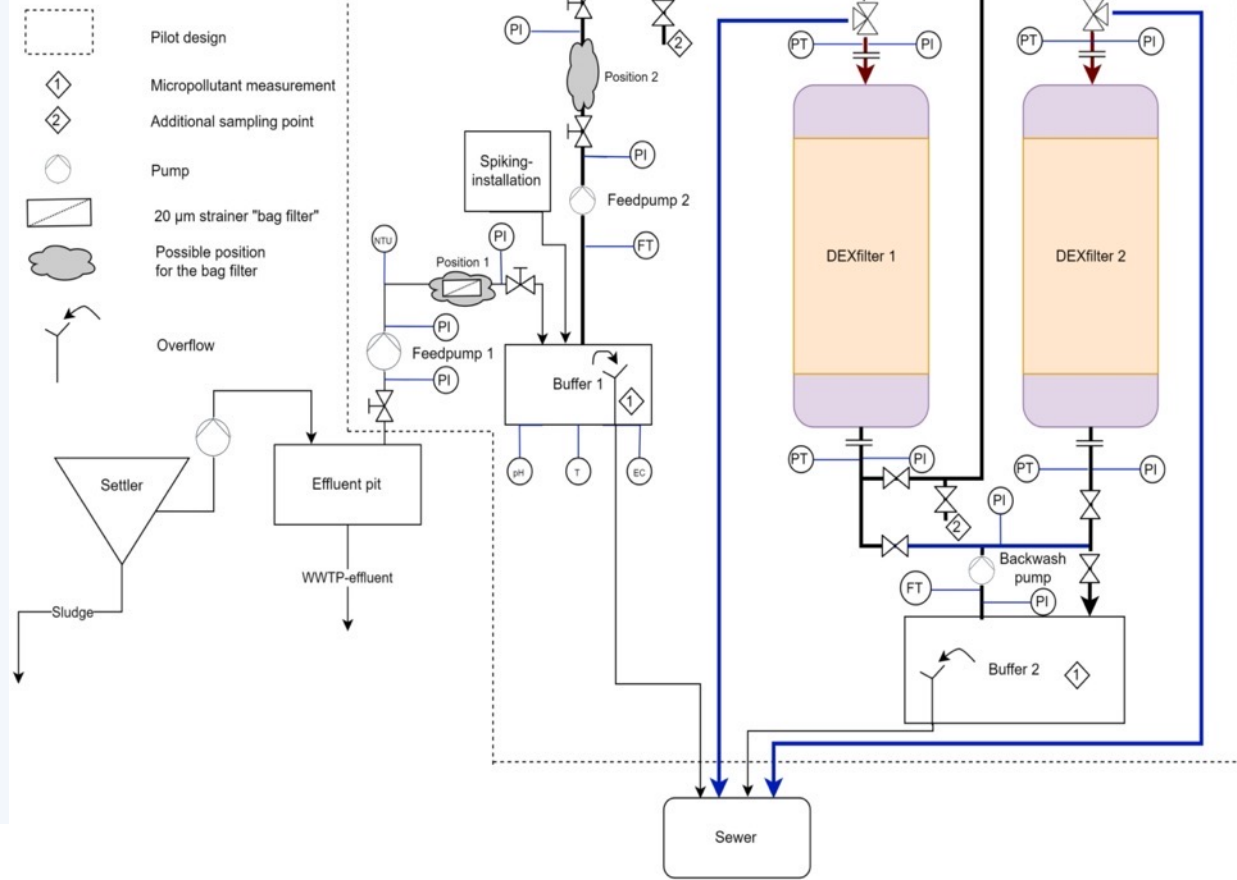 Pilot design
1
Micropollutant measurement
2
Additional sampling point
Pump
20 µm strainer "bag filter"
Possible position
for the bag filter
Overflow
Settler
Sludge
Effluent pit
WWTP-effluent
PI
2
Position 2
PI
Spiking-
installation
Feedpump 2
FT
NTU
PI
Position 1
PI
Feedpump 1
PI
Buffer 1
1
pH
T
EC
PT
PI
DEXfilter 1
PT
PI
2
PT
PI
DEXfilter 2
PT
PI
PI
Backwash
pump
FT
PI
Buffer 2
1
Sewer